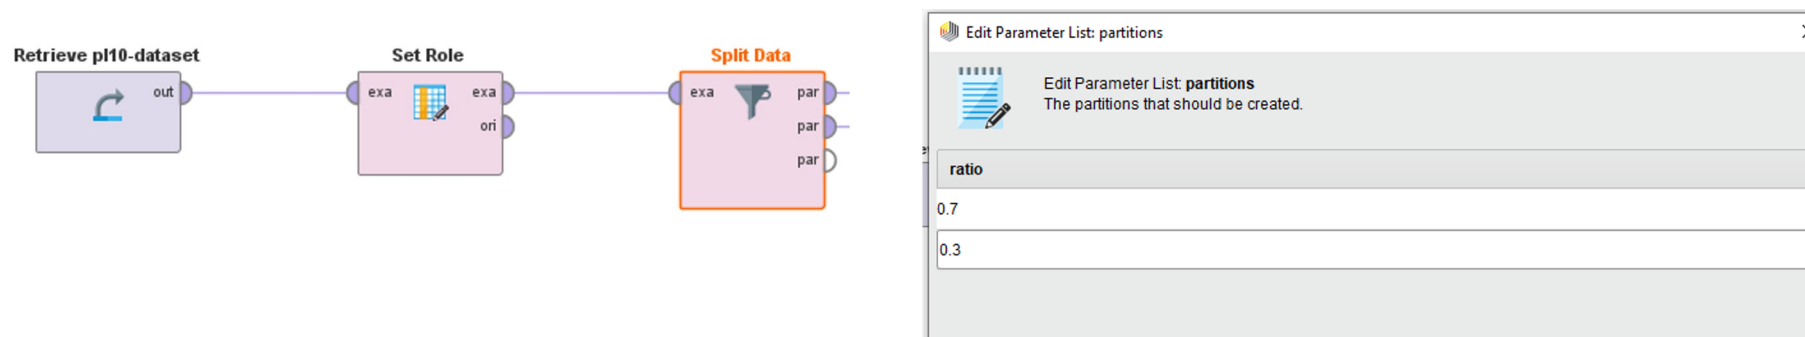 Retrieve pl10-dataset
out
Set Role
exa
exa
ori
Split Data
exa
par
par
par
Edit Parameter List: partitions
Edit Parameter List: partitions
The partitions that should be created.
ratio
0.7
0.3